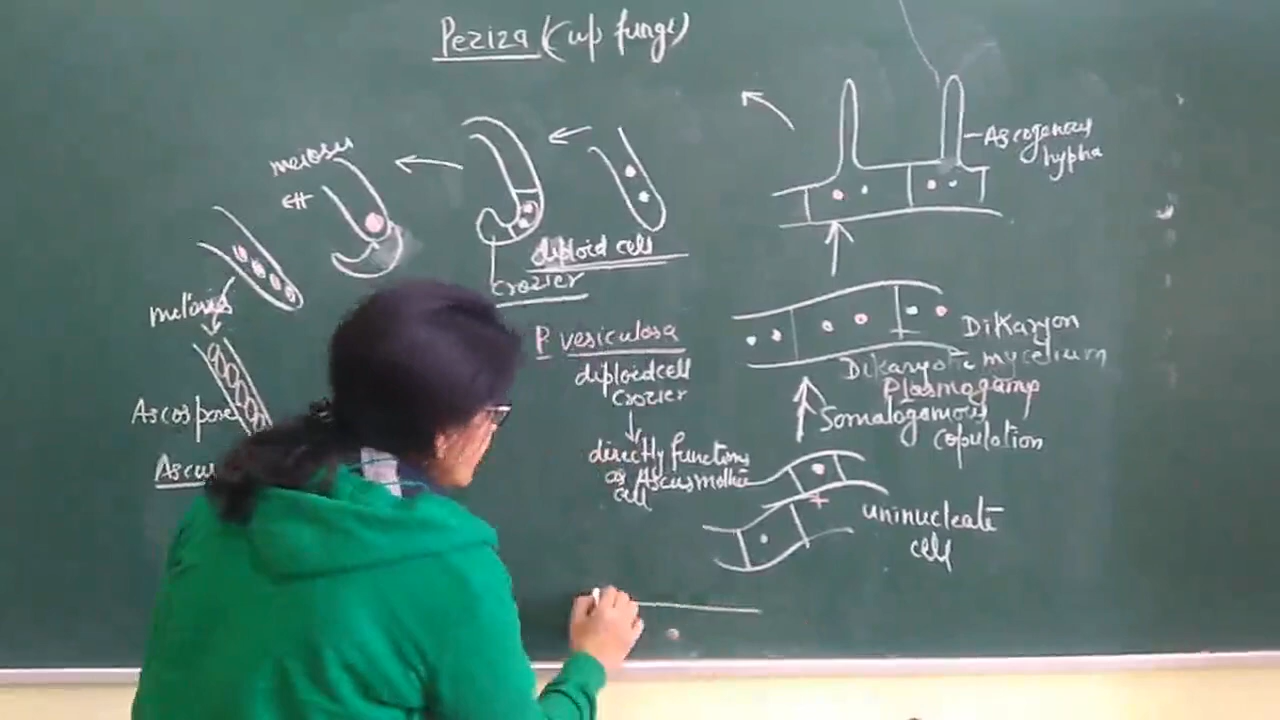 Peziza (cup fungi)
Ascogenous
hypha
meiosis
diploid cell
Crozier
P vesiculosa
diploid cell
Crozier
directly functions
as Ascus mother
cell
Dikaryon
Dikaryotic mycelium
Plasmogamy
Somatogamous
copulation
uninucleate
cell
Ascospore